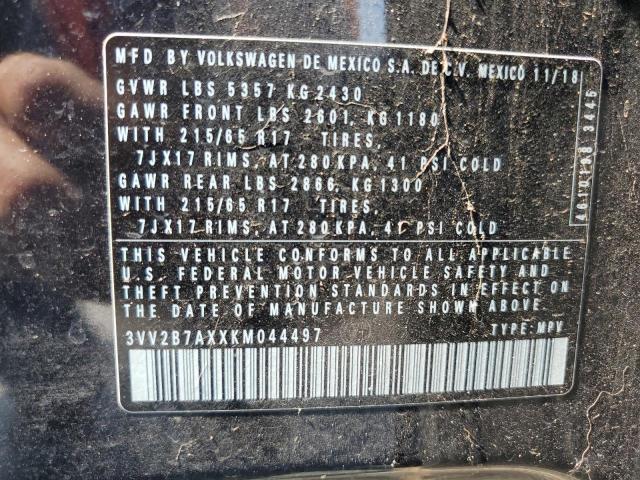 MFD BY VOLKSWAGEN DE MEXICO S.A. DE C.V. MEXICO 11/18
GVWR LBS 5357 KG 2430
GAWR FRONT LBS 2601, KG 1180
WITH 215/65 R17 TIRES,
7JX17 RIMS, AT 280 KPA, 41 PSI COLD
GAWR REAR LBS 2866, KG 1300
WITH 215/65 R17 TIRES,
7JX17 RIMS, AT 280 KPA, 41 PSI COLD
THIS VEHICLE CONFORMS TO ALL APPLICABLE
U.S. FEDERAL MOTOR VEHICLE SAFETY AND
THEFT PREVENTION STANDARDS IN EFFECT ON
THE DATE OF MANUFACTURE SHOWN ABOVE.
3VV2B7AXXKM044497 TYPE: MPV